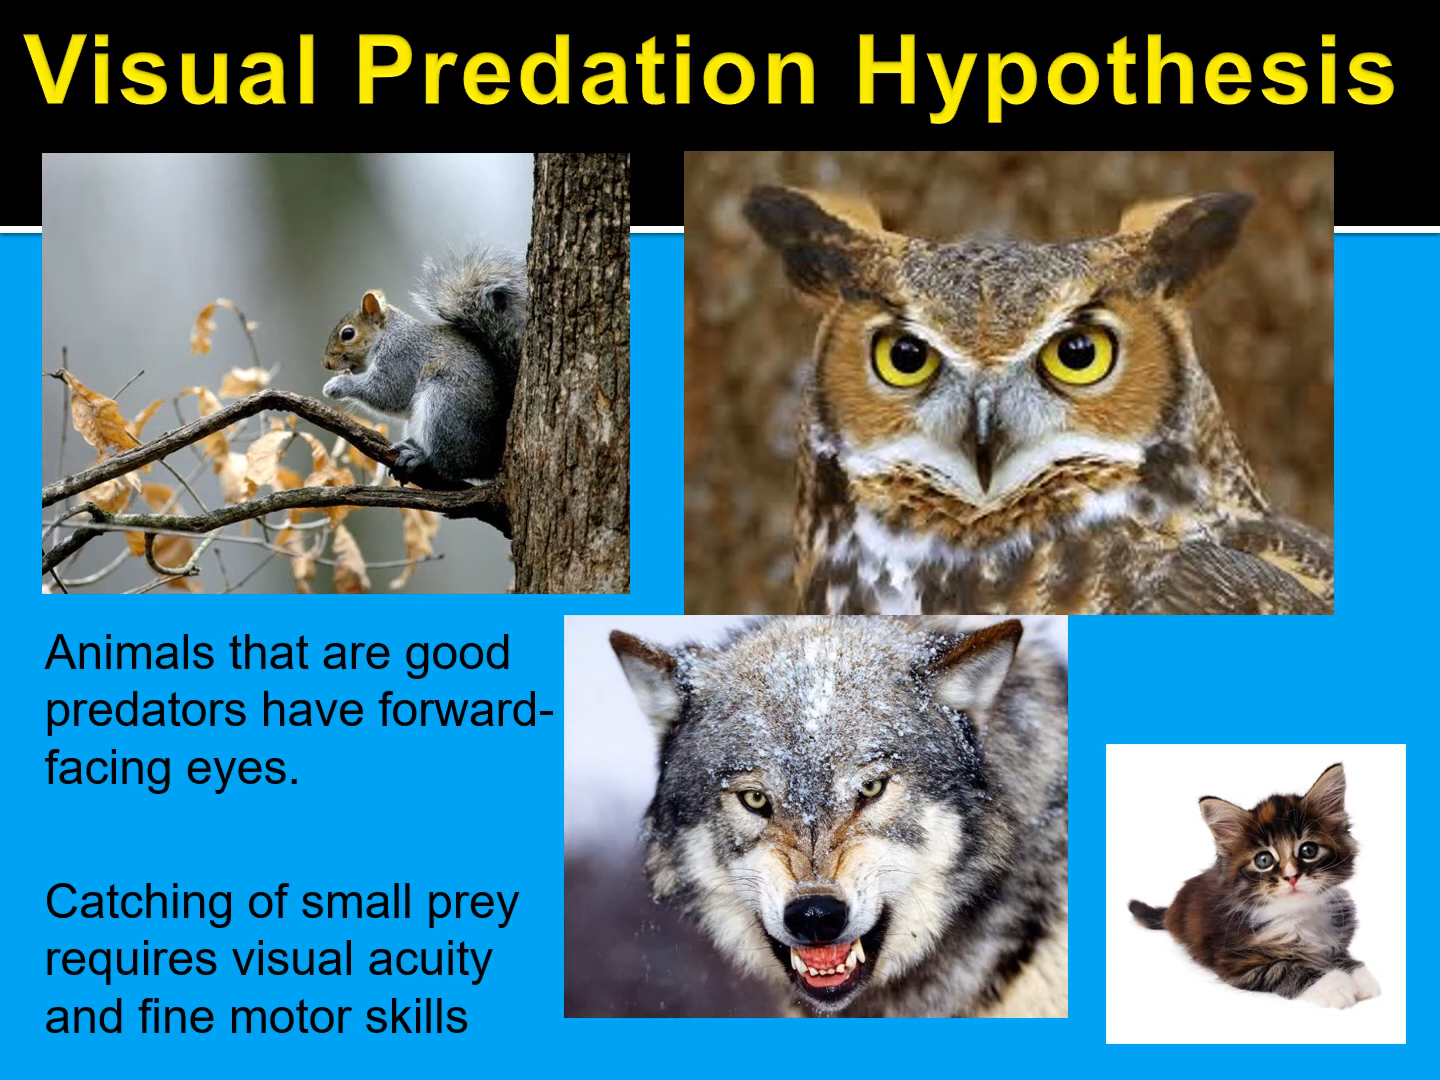 Visual Predation Hypothesis
Animals that are good
predators have forward-
facing eyes.
Catching of small prey
requires visual acuity
and fine motor skills